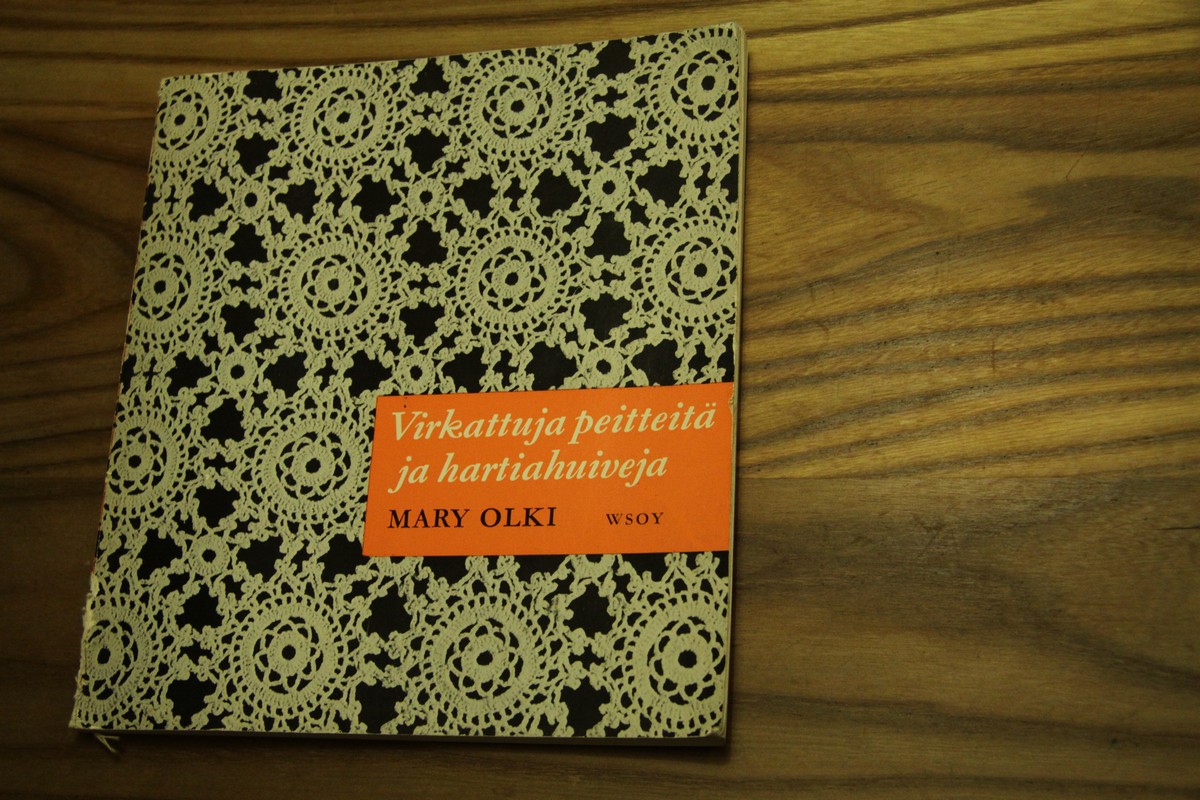 Virkattuja peitteitä
ja hartiahuiveja
MARY OLKI WSOY